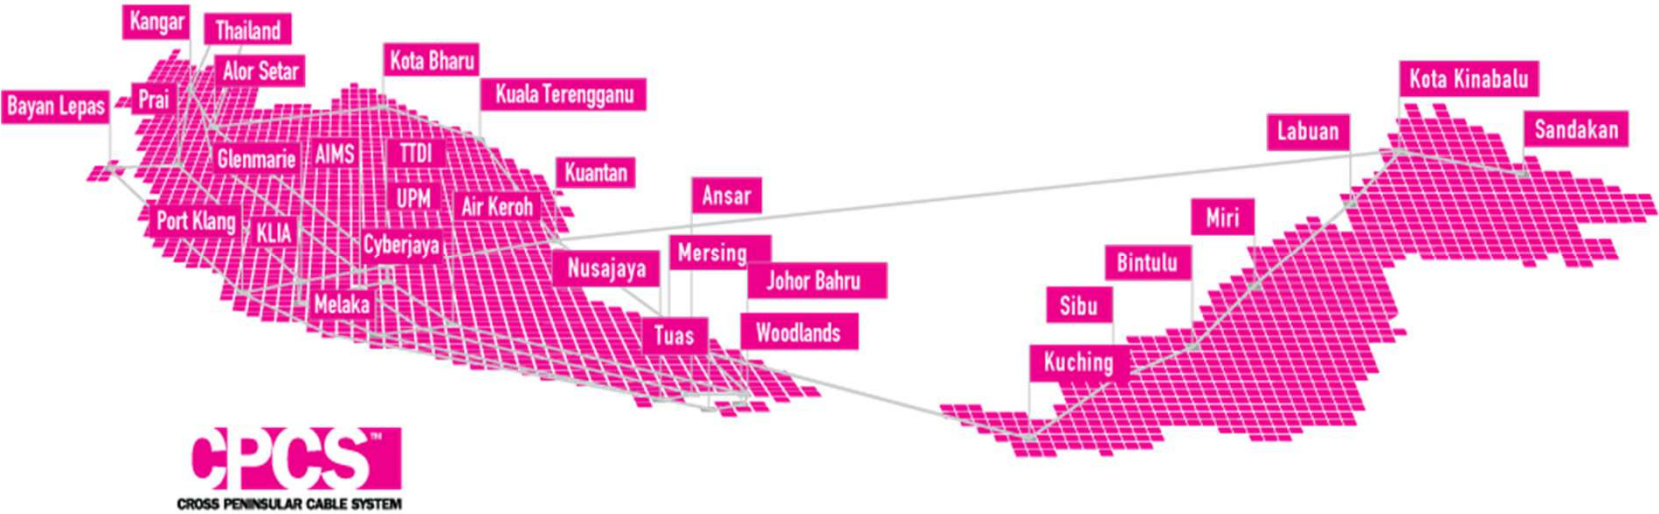 Kangar
Thailand
Kota Bharu
Alor Setar
Kuala Terengganu
Kota Kinabalu
Bayan Lepas
Prai
Labuan
Sandakan
Glenmarie
AIMS
TTDI
Kuantan
UPM
Air Keroh
Ansar
Port Klang
KLIA
Cyberjaya
Miri
Nusajaya
Mersing
Johor Bahru
Bintulu
Melaka
Sibu
Tuas
Woodlands
Kuching
CPCS™
CROSS PENINSULAR CABLE SYSTEM